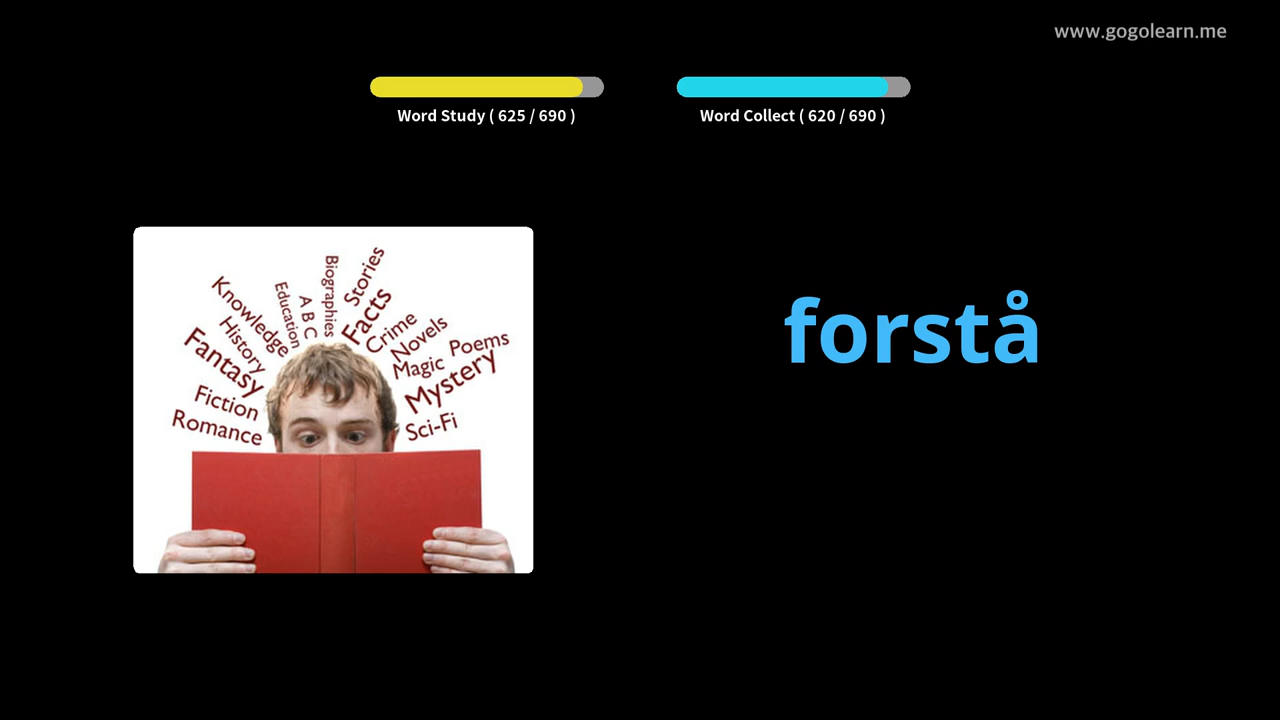 www.gogolearn.me
Word Study ( 625 / 690 )
Word Collect ( 620 / 690 )
forstå
Romance
Fiction
Fantasy
History
Knowledge
Education
A B C
Biographies
Stories
Facts
Crime
Novels
Magic
Poems
Mystery
Sci-Fi